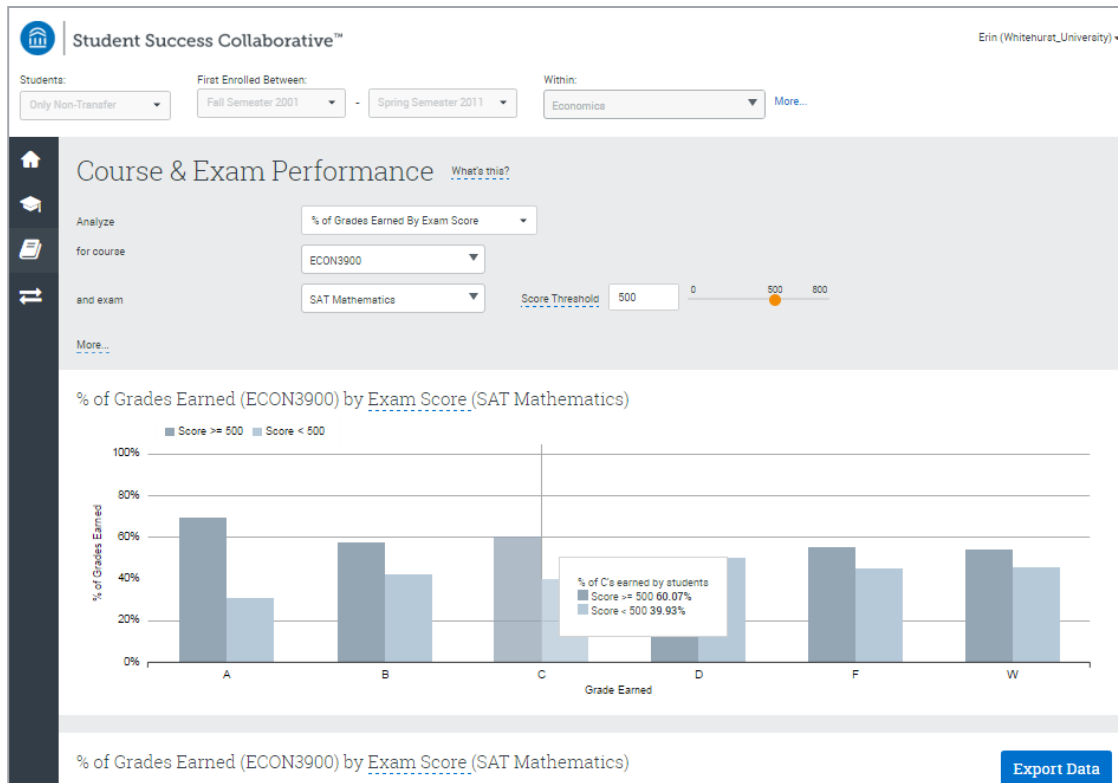 Student Success Collaborative™
Erin (Whitehurst_University)
Students:
First Enrolled Between:
Within:
Only Non-Transfer
Fall Semester 2001
-
Spring Semester 2011
Economics
More...
Course & Exam Performance
What's this?
Analyze
% of Grades Earned By Exam Score
for course
ECON3900
and exam
SAT Mathematics
Score Threshold
500
0
500
800
More...
% of Grades Earned (ECON3900) by Exam Score (SAT Mathematics)
Score >= 500
Score < 500
% of Grades Earned
100%
80%
60%
40%
20%
0%
% of C's earned by students
Score >= 500 60.07%
Score < 500 39.93%
A
B
C
D
F
W
Grade Earned
% of Grades Earned (ECON3900) by Exam Score (SAT Mathematics)
Export Data